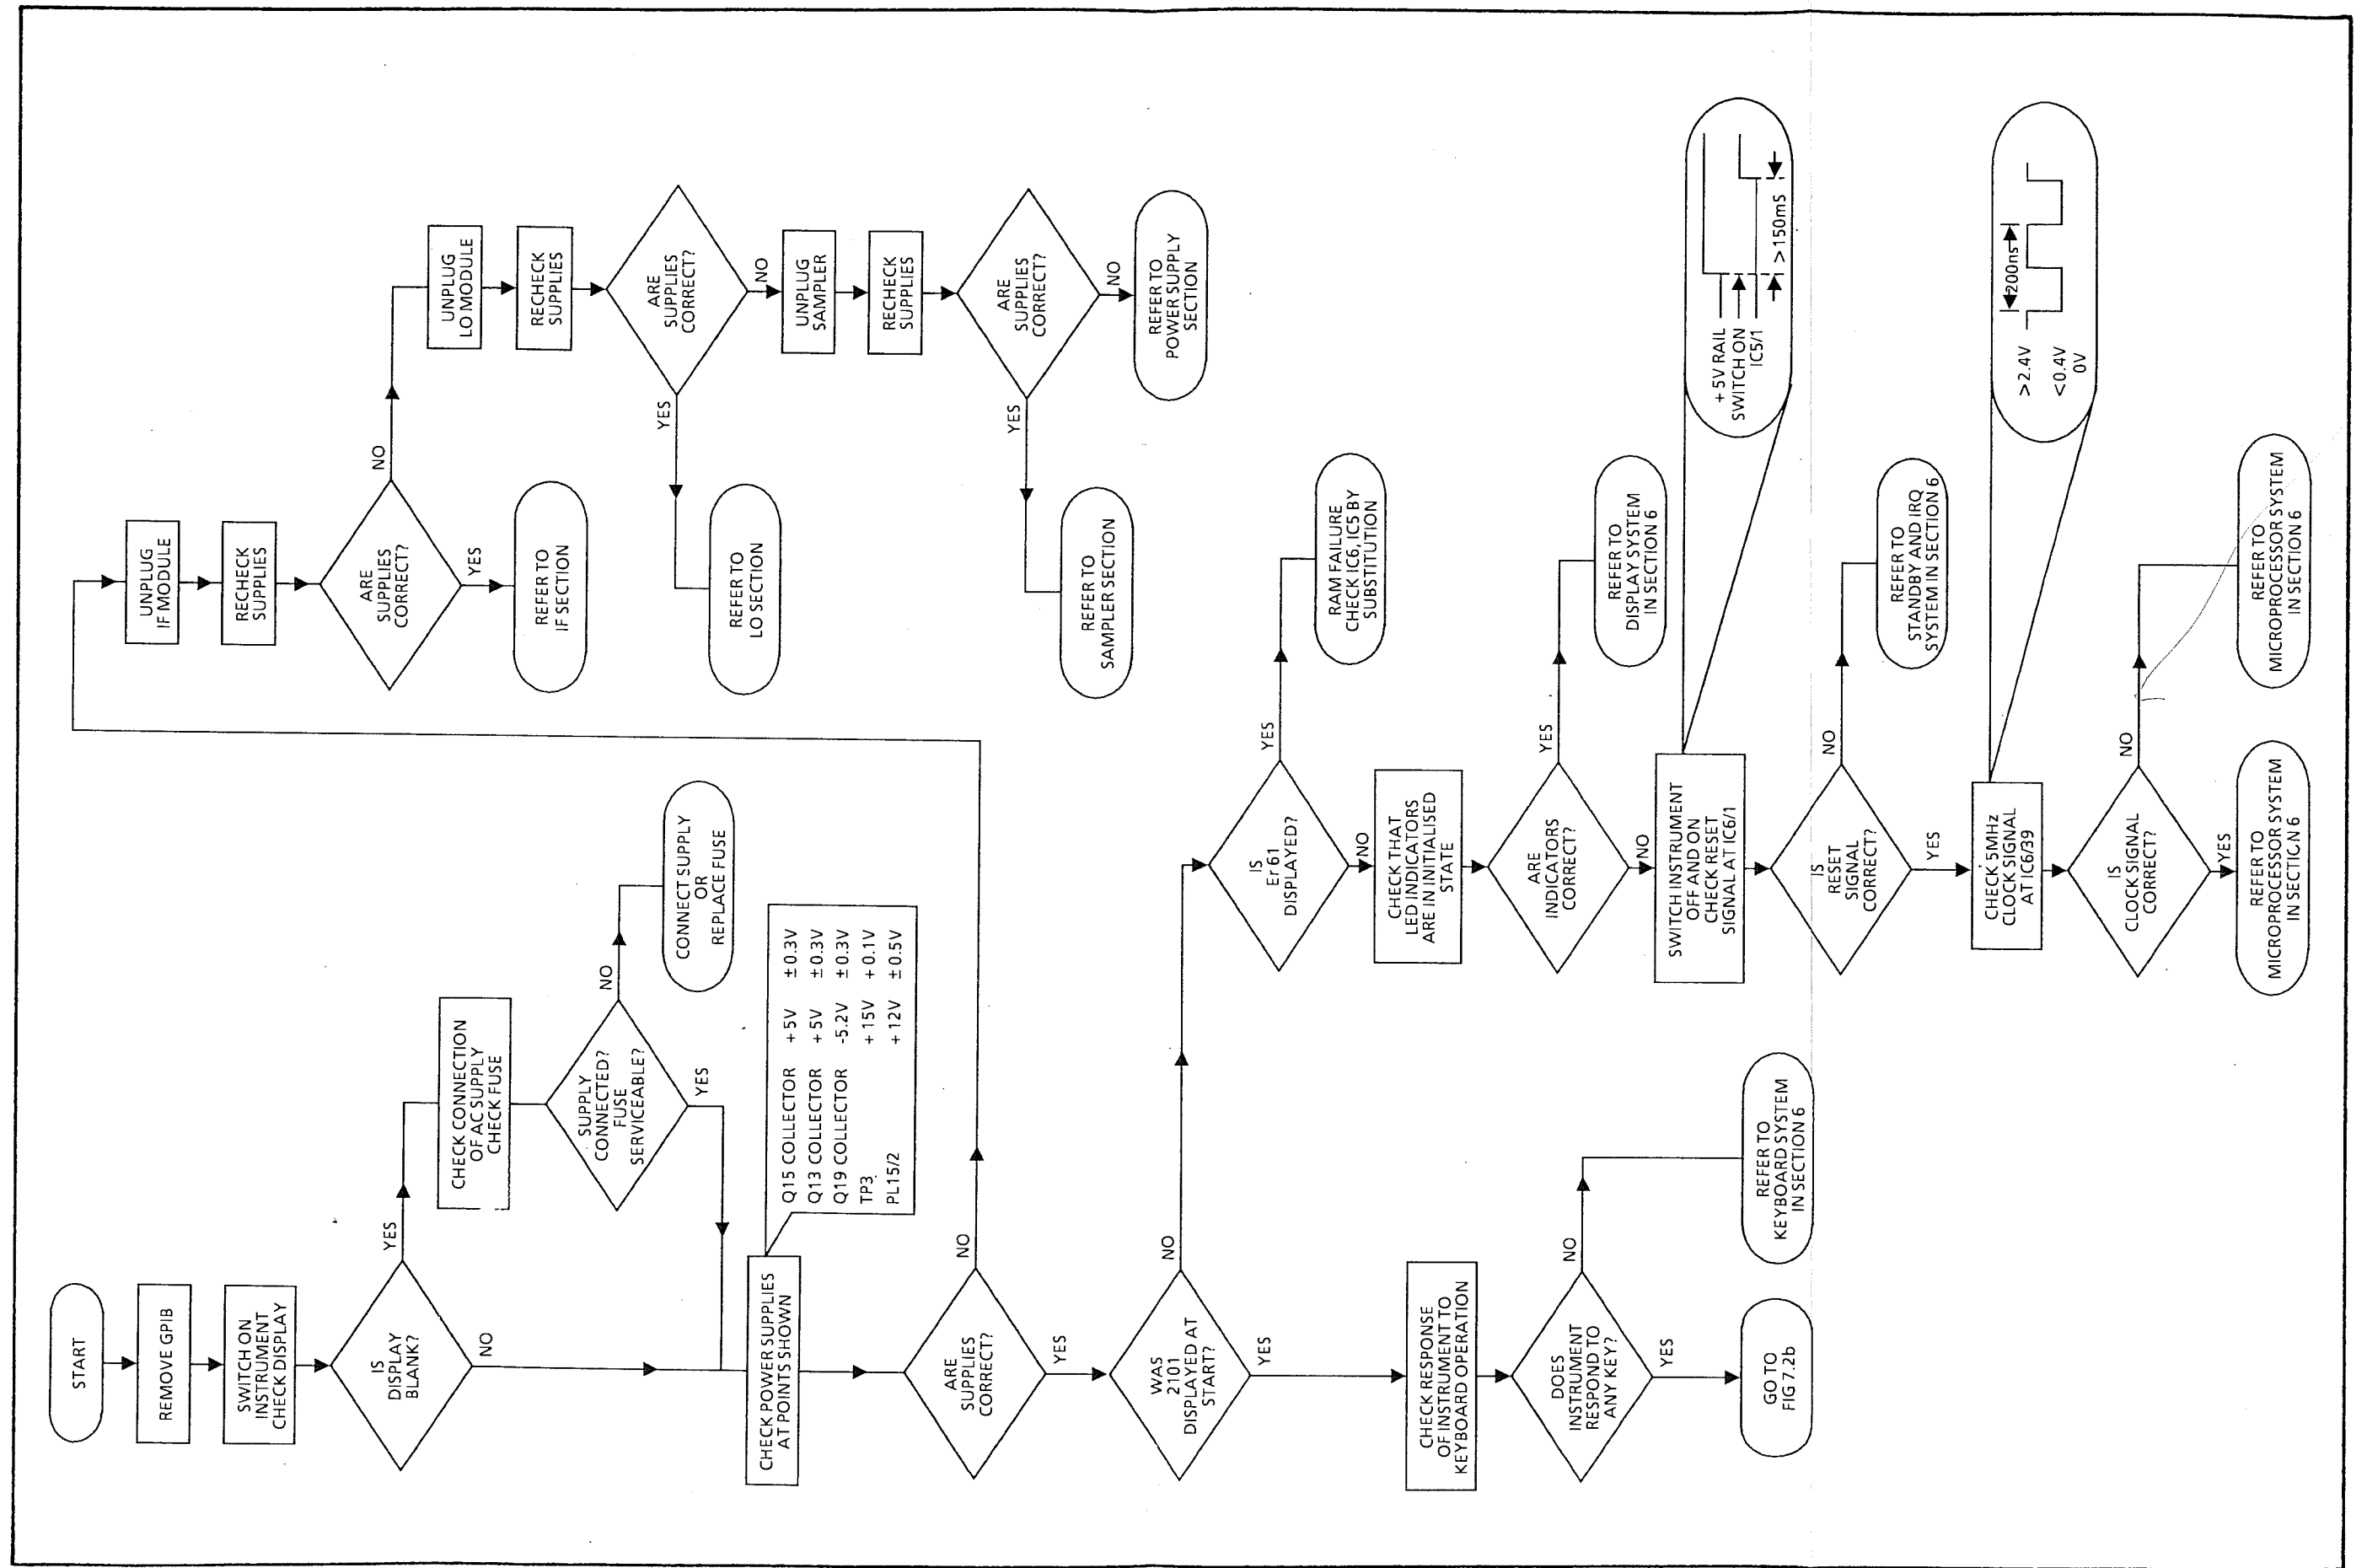 START
REMOVE GPIB
SWITCH ON
INSTRUMENT
CHECK DISPLAY
IS
DISPLAY
BLANK?
YES
NO
CHECK CONNECTION
OF AC SUPPLY
CHECK FUSE
SUPPLY
CONNECTED?
FUSE
SERVICEABLE?
NO
YES
CONNECT SUPPLY
OR
REPLACE FUSE
CHECK POWER SUPPLIES
AT POINTS SHOWN
Q15 COLLECTOR +5V ±0.3V
Q13 COLLECTOR +5V ±0.3V
Q19 COLLECTOR -5.2V ±0.3V
TP3 +15V +0.1V
PL15/2 +12V ±0.5V
ARE
SUPPLIES
CORRECT?
NO
YES
UNPLUG
IF MODULE
RECHECK
SUPPLIES
ARE
SUPPLIES
CORRECT?
NO
YES
REFER TO
IF SECTION
UNPLUG
LO MODULE
RECHECK
SUPPLIES
ARE
SUPPLIES
CORRECT?
YES
NO
REFER TO
LO SECTION
UNPLUG
SAMPLER
RECHECK
SUPPLIES
ARE
SUPPLIES
CORRECT?
YES
NO
REFER TO
SAMPLER SECTION
REFER TO
POWER SUPPLY
SECTION
WAS
2101
DISPLAYED AT
START?
NO
YES
CHECK RESPONSE
OF INSTRUMENT TO
KEYBOARD OPERATION
DOES
INSTRUMENT
RESPOND TO
ANY KEY?
NO
YES
REFER TO
KEYBOARD SYSTEM
IN SECTION 6
GO TO
FIG 7.2b
IS
Er 61
DISPLAYED?
YES
NO
RAM FAILURE
CHECK IC6, IC5 BY
SUBSTITUTION
CHECK THAT
LED INDICATORS
ARE IN INITIALISED
STATE
ARE
INDICATORS
CORRECT?
YES
NO
REFER TO
DISPLAY SYSTEM
IN SECTION 6
SWITCH INSTRUMENT
OFF AND ON
CHECK RESET
SIGNAL AT IC6/1
+5V RAIL
SWITCH ON
IC5/1
>150mS
IS
RESET
SIGNAL
CORRECT?
NO
YES
REFER TO
STANDBY AND IRQ
SYSTEM IN SECTION 6
CHECK 5MHz
CLOCK SIGNAL
AT IC6/39
200ns
>2.4V
<0.4V
0V
IS
CLOCK SIGNAL
CORRECT?
NO
YES
REFER TO
MICROPROCESSOR SYSTEM
IN SECTION 6
REFER TO
MICROPROCESSOR SYSTEM
IN SECTION 6